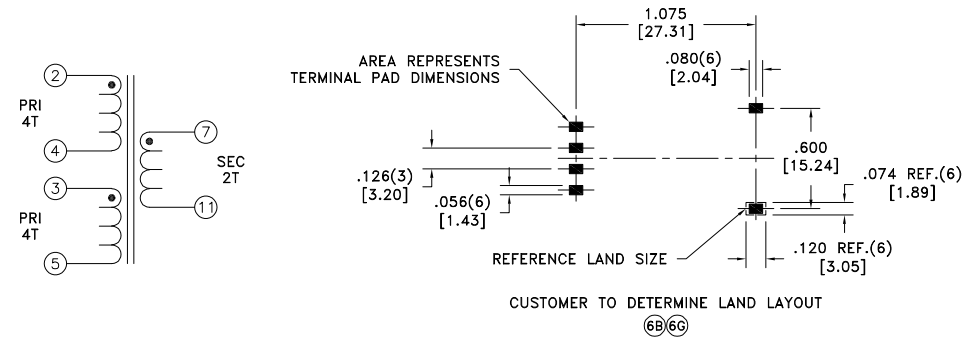 2
PRI
4T
4
3
PRI
4T
5
7
SEC
2T
11
1.075
[27.31]
AREA REPRESENTS
TERMINAL PAD DIMENSIONS
.080(6)
[2.04]
.126(3)
[3.20]
.056(6)
[1.43]
.600
[15.24]
.074 REF.(6)
[1.89]
.120 REF.(6)
[3.05]
REFERENCE LAND SIZE
CUSTOMER TO DETERMINE LAND LAYOUT
6B 6G